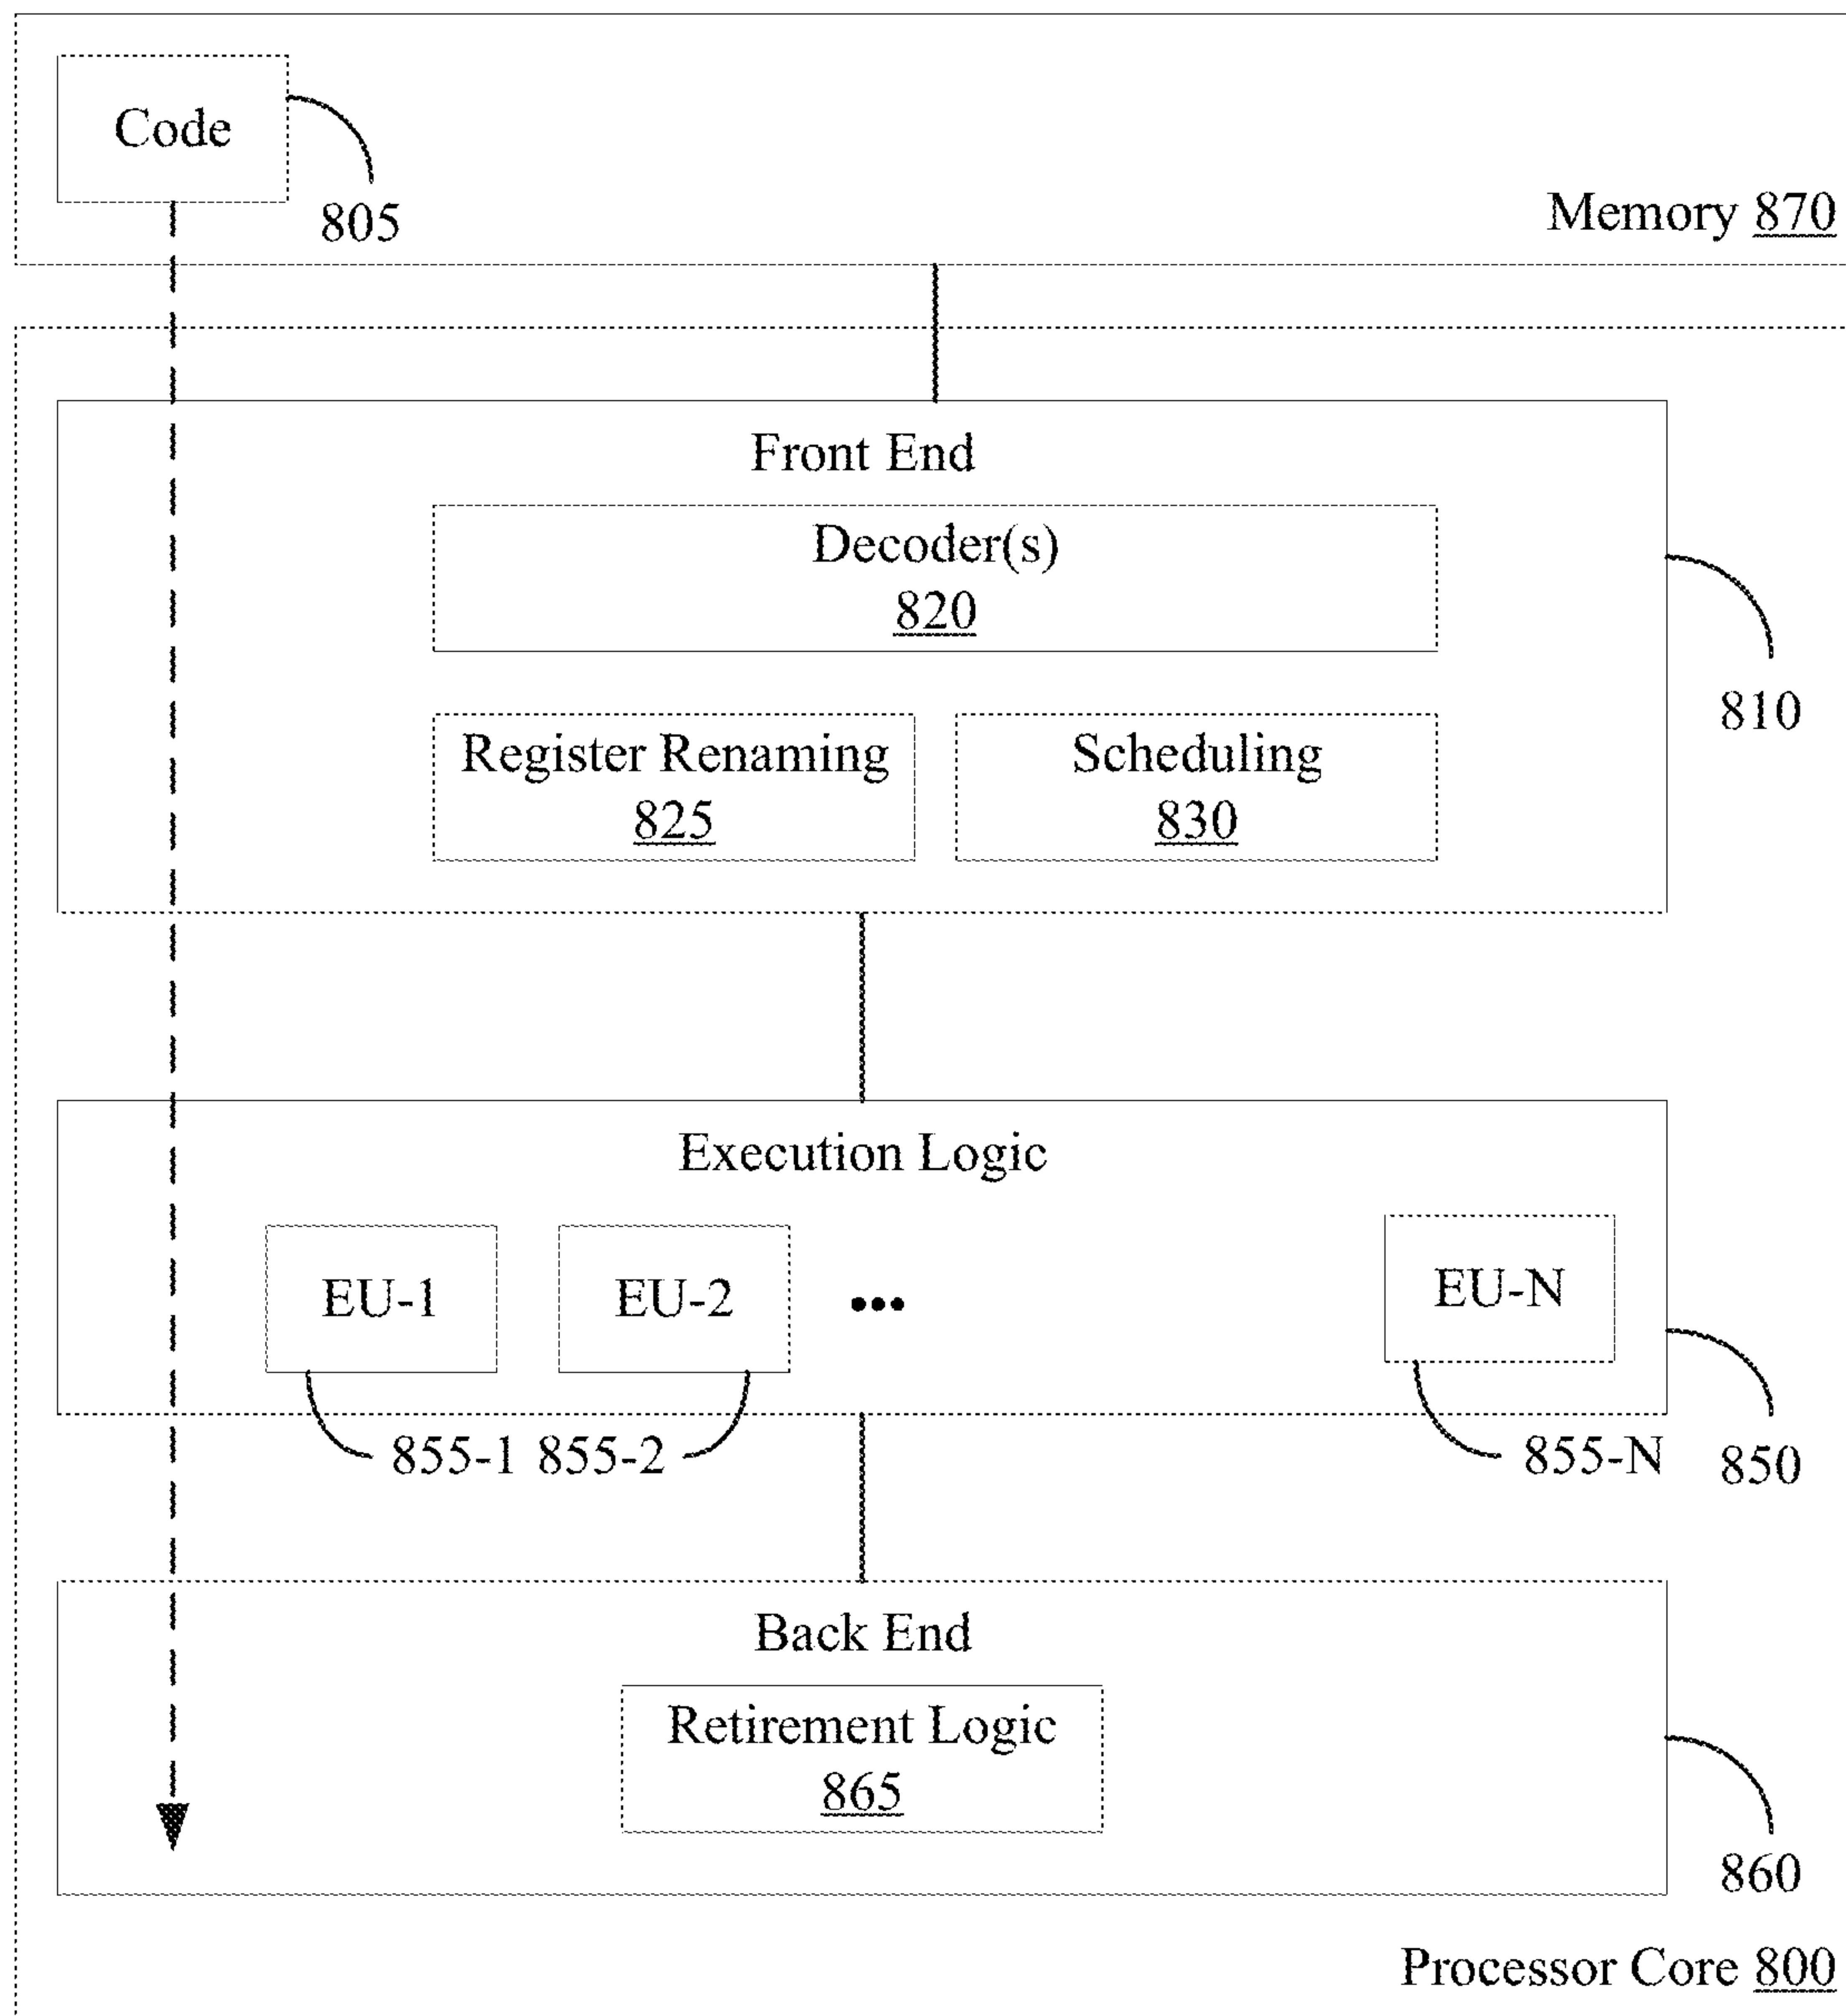 Code
805
Memory 870
Front End
Decoder(s)
820
810
Register Renaming
825
Scheduling
830
Execution Logic
EU-1
EU-2
•••
EU-N
855-1 855-2
855-N
850
Back End
Retirement Logic
865
860
Processor Core 800